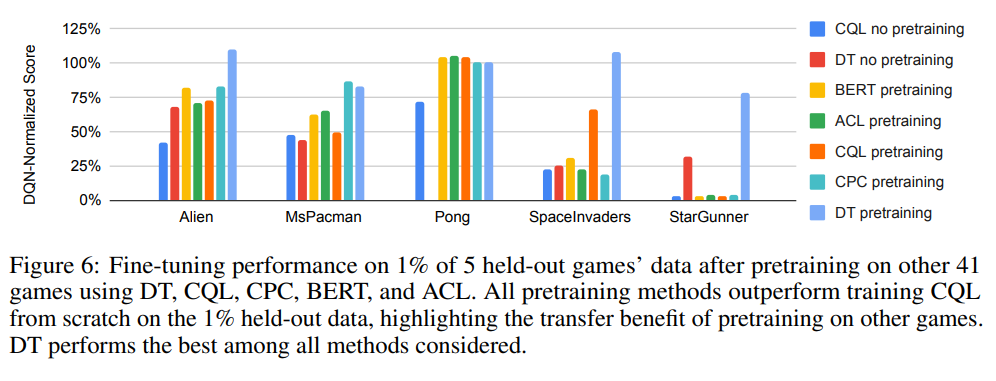 125%
CQL no pretraining
100%
DT no pretraining
BERT pretraining
75%
ACL pretraining
50%
CQL pretraining
25%
CPC pretraining
0%
DT pretraining
DQN-Normalized Score
Alien MsPacman Pong SpaceInvaders StarGunner
Figure 6: Fine-tuning performance on 1% of 5 held-out games' data after pretraining on other 41
games using DT, CQL, CPC, BERT, and ACL. All pretraining methods outperform training CQL
from scratch on the 1% held-out data, highlighting the transfer benefit of pretraining on other games.
DT performs the best among all methods considered.